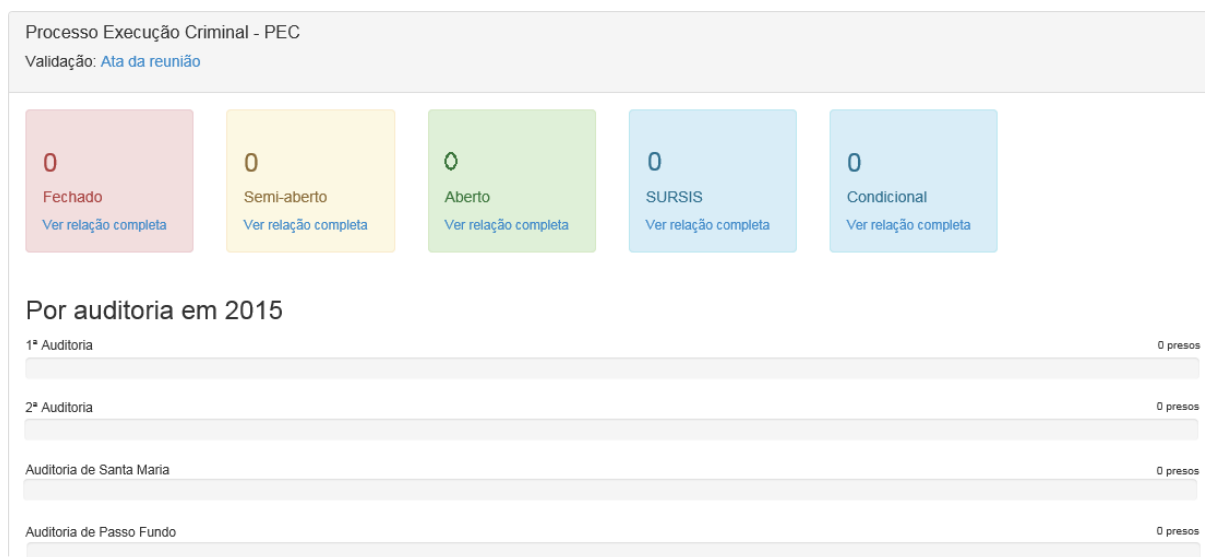 Processo Execução Criminal - PEC
Validação: Ata da reunião
0
Fechado
Ver relação completa
0
Semi-aberto
Ver relação completa
0
Aberto
Ver relação completa
0
SURSIS
Ver relação completa
0
Condicional
Ver relação completa
Por auditoria em 2015
1ª Auditoria 0 presos
2ª Auditoria 0 presos
Auditoria de Santa Maria 0 presos
Auditoria de Passo Fundo 0 presos